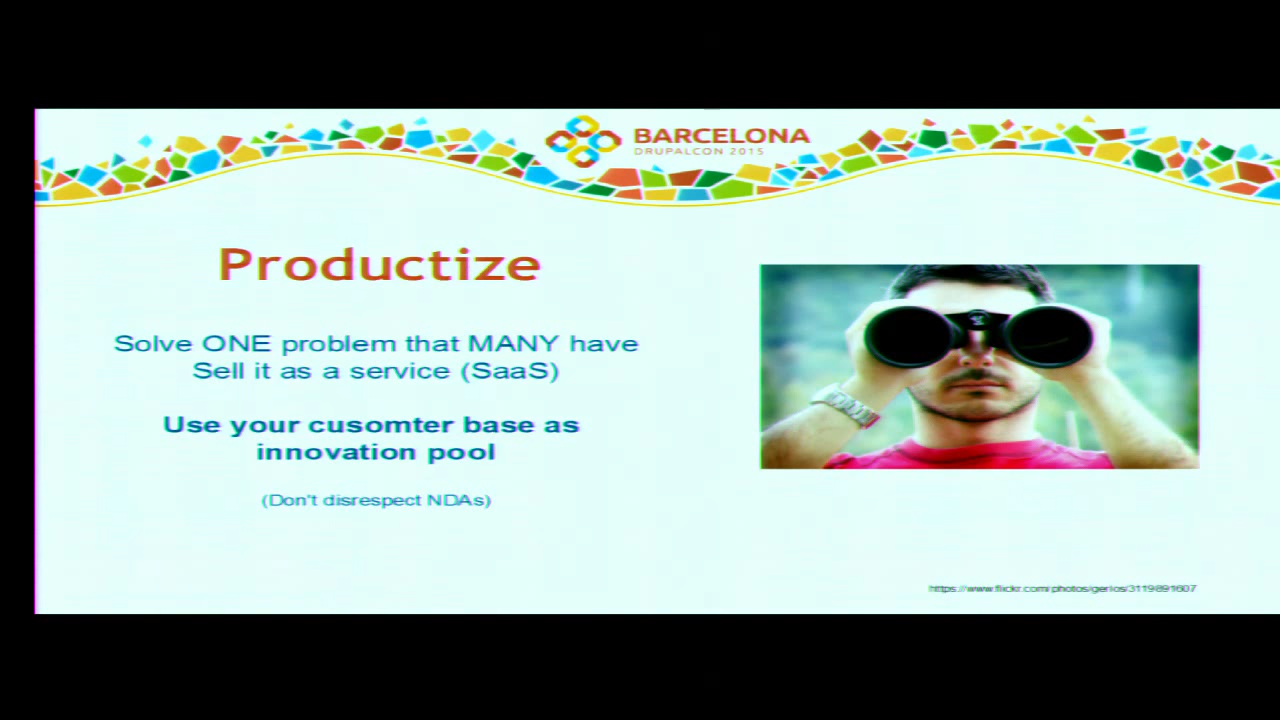 BARCELONA
DRUPALCON 2015
Productize
Solve ONE problem that MANY have
Sell it as a service (SaaS)
Use your cusomter base as
innovation pool
(Don't disrespect NDAs)
https://www.flickr.com/photos/gerlos/3119891607